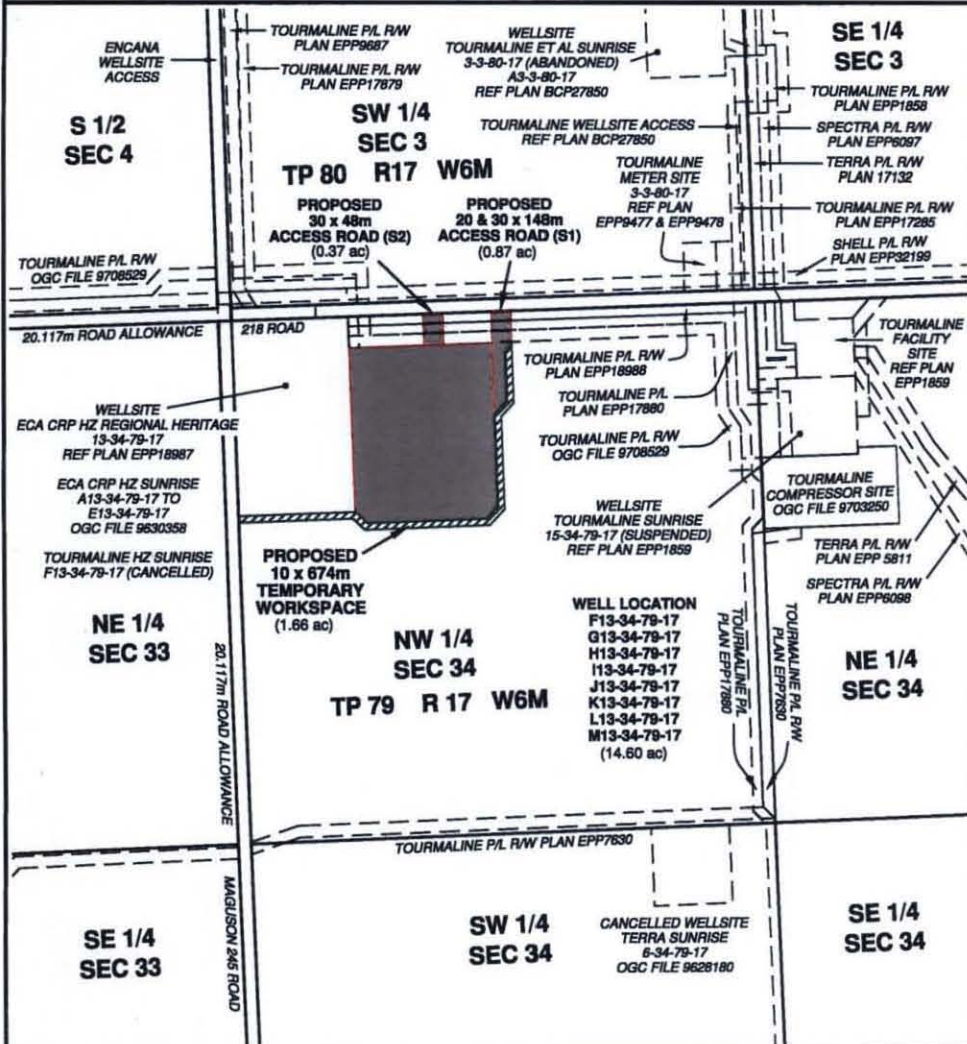 ENCANA
WELLSITE
ACCESS
TOURMALINE P/L R/W
PLAN EPP9687
TOURMALINE P/L R/W
PLAN EPP17879
WELLSITE
TOURMALINE ET AL SUNRISE
3-3-80-17 (ABANDONED)
A3-3-80-17
REF PLAN BCP27850
SE 1/4
SEC 3
S 1/2
SEC 4
SW 1/4
SEC 3
TP 80 R17 W6M
TOURMALINE WELLSITE ACCESS
REF PLAN BCP27850
TOURMALINE
METER SITE
3-3-80-17
REF PLAN
EPP9477 & EPP9478
TOURMALINE P/L R/W
PLAN EPP1858
SPECTRA P/L R/W
PLAN EPP6097
TERRA P/L R/W
PLAN 17132
TOURMALINE P/L R/W
PLAN EPP17285
SHELL P/L R/W
PLAN EPP32199
PROPOSED
30 x 48m
ACCESS ROAD (S2)
(0.37 ac)
PROPOSED
20 & 30 x 148m
ACCESS ROAD (S1)
(0.87 ac)
TOURMALINE P/L R/W
OGC FILE 9708529
20.117m ROAD ALLOWANCE
218 ROAD
TOURMALINE
FACILITY
SITE
REF PLAN
EPP1859
TOURMALINE P/L R/W
PLAN EPP18988
TOURMALINE P/L
PLAN EPP17880
TOURMALINE P/L R/W
OGC FILE 9708529
WELLSITE
ECA CRP HZ REGIONAL HERITAGE
13-34-79-17
REF PLAN EPP18987
ECA CRP HZ SUNRISE
A13-34-79-17 TO
E13-34-79-17
OGC FILE 9630358
TOURMALINE HZ SUNRISE
F13-34-79-17 (CANCELLED)
WELLSITE
TOURMALINE SUNRISE
15-34-79-17 (SUSPENDED)
REF PLAN EPP1859
TOURMALINE
COMPRESSOR SITE
OGC FILE 9703250
TERRA P/L R/W
PLAN EPP 5811
SPECTRA P/L R/W
PLAN EPP6098
PROPOSED
10 x 674m
TEMPORARY
WORKSPACE
(1.66 ac)
NE 1/4
SEC 33
20.117m ROAD ALLOWANCE
NW 1/4
SEC 34
TP 79 R 17 W6M
WELL LOCATION
F13-34-79-17
G13-34-79-17
H13-34-79-17
I13-34-79-17
J13-34-79-17
K13-34-79-17
L13-34-79-17
M13-34-79-17
(14.60 ac)
TOURMALINE P/L
PLAN EPP17880
TOURMALINE P/L R/W
PLAN EPP7630
NE 1/4
SEC 34
TOURMALINE P/L R/W PLAN EPP7630
SE 1/4
SEC 33
MAGUSON 245 ROAD
SW 1/4
SEC 34
CANCELLED WELLSITE
TERRA SUNRISE
6-34-79-17
OGC FILE 9628180
SE 1/4
SEC 34